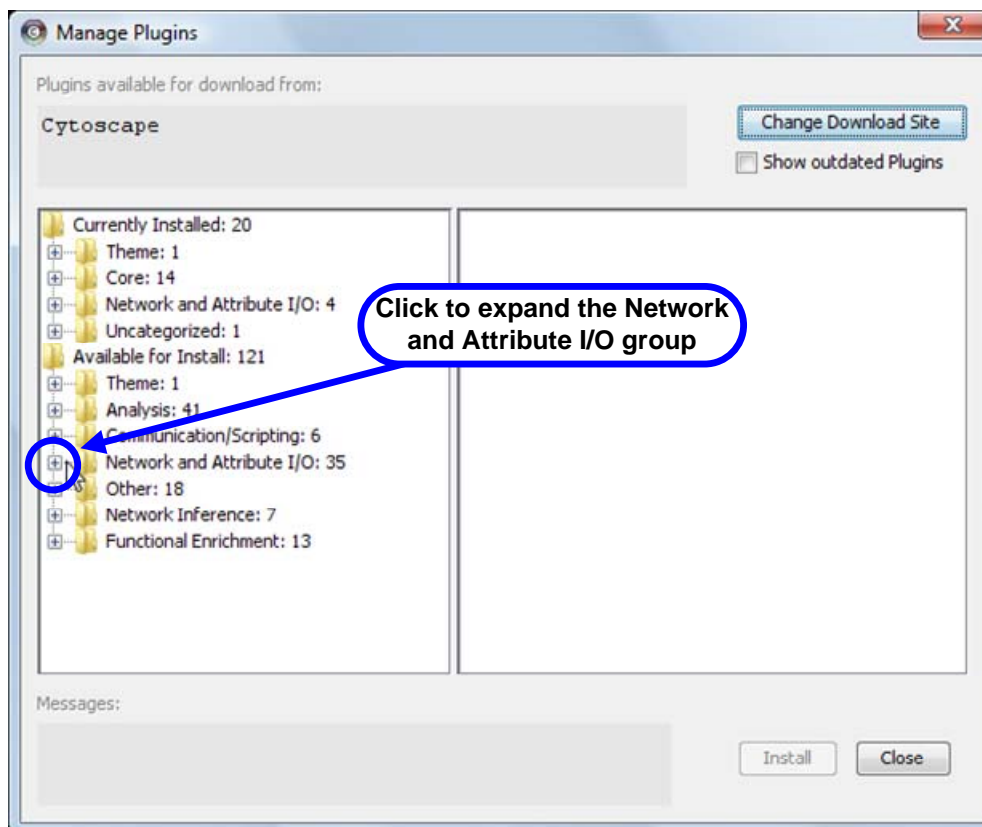 Manage Plugins
Plugins available for download from:
Cytoscape
Change Download Site
Show outdated Plugins
Currently Installed: 20
Theme: 1
Core: 14
Network and Attribute I/O: 4
Uncategorized: 1
Available for Install: 121
Theme: 1
Analysis: 41
Communication/Scripting: 6
Network and Attribute I/O: 35
Other: 18
Network Inference: 7
Functional Enrichment: 13
Click to expand the Network
and Attribute I/O group
Messages:
Install
Close